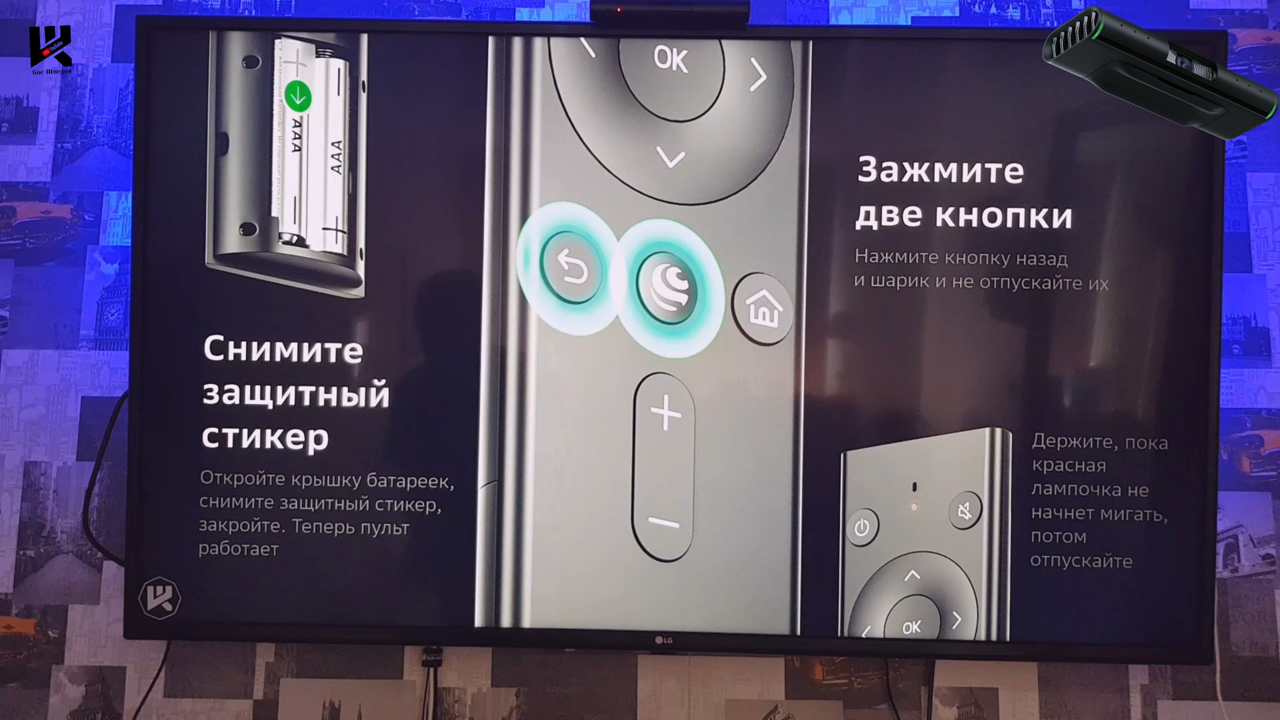 AAA
AAA
Снимите
защитный
стикер
Откройте крышку батареек,
снимите защитный стикер,
закройте. Теперь пульт
работает
OK
Зажмите
две кнопки
Нажмите кнопку назад
и шарик и не отпускайте их
OK
Держите, пока
красная
лампочка не
начнет мигать,
потом
отпускайте
LG